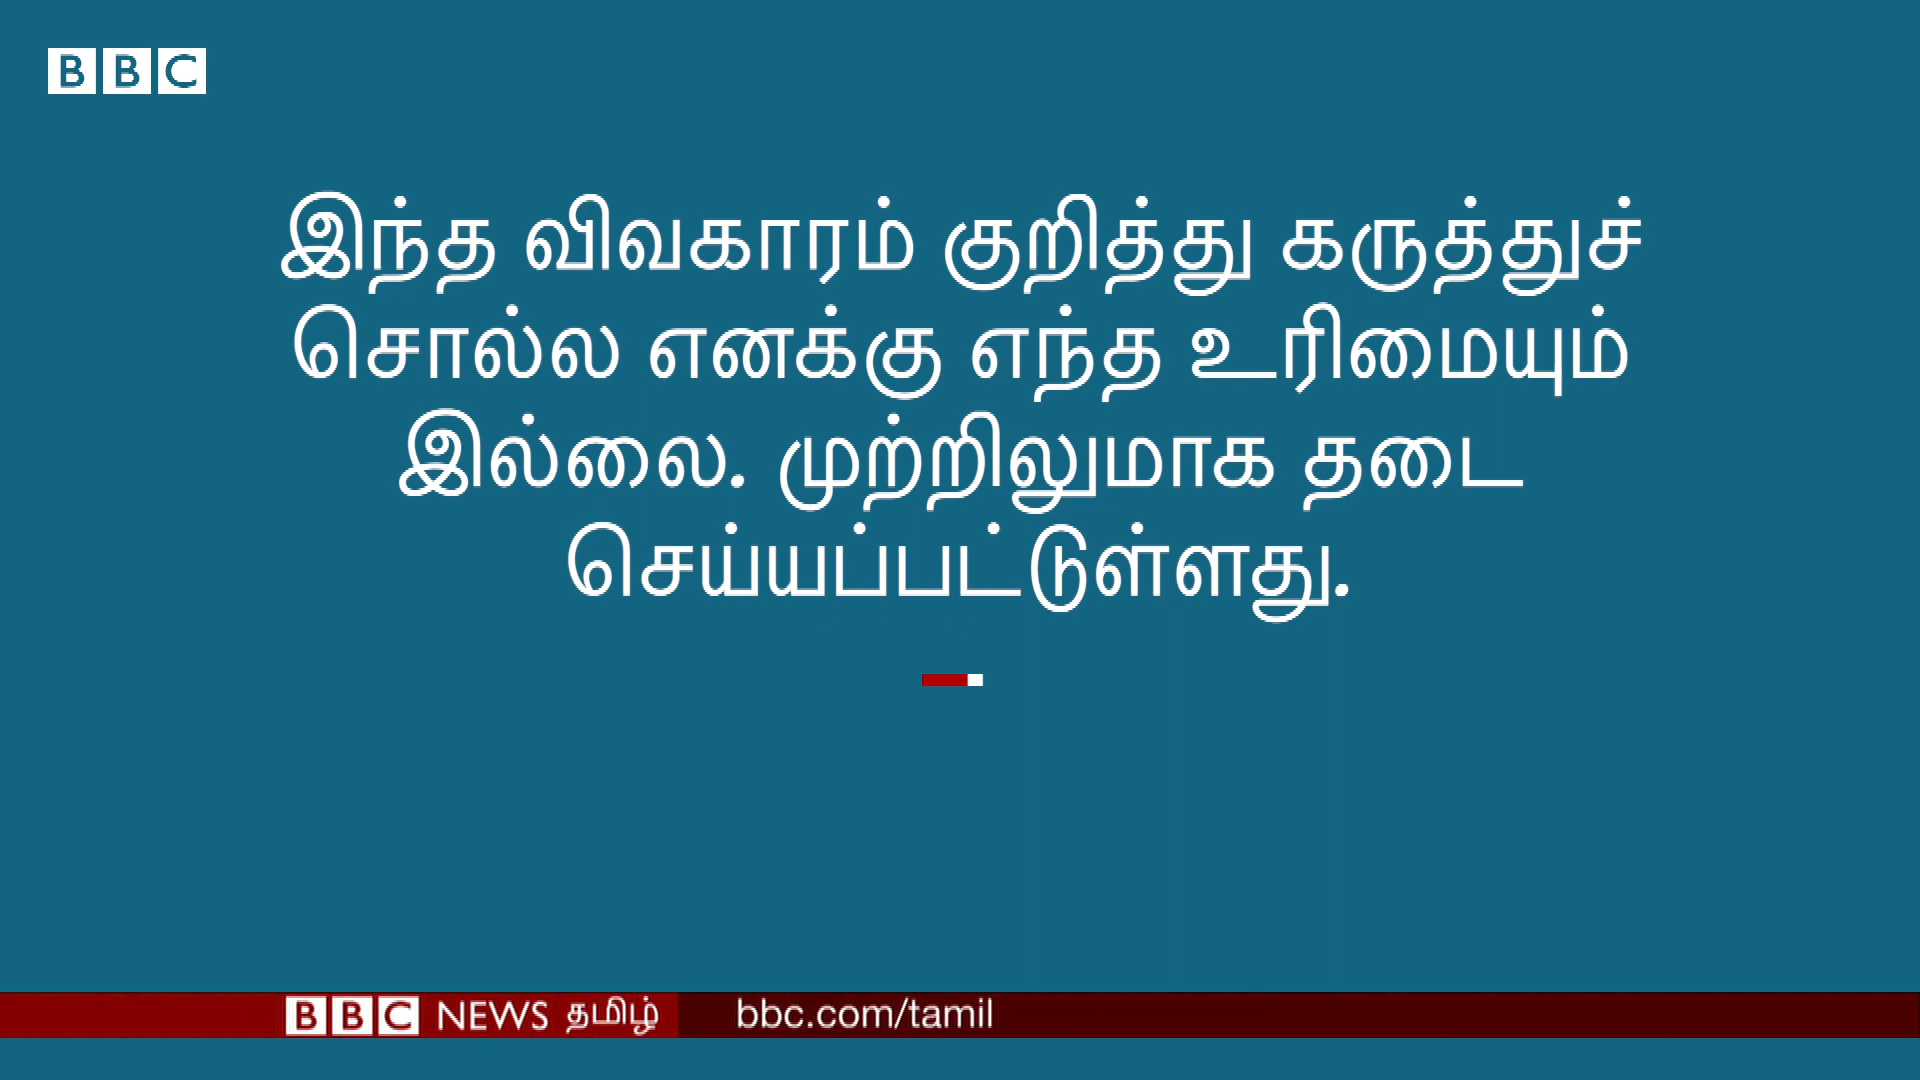 BBC
இந்த விவகாரம் குறித்து கருத்துச்
சொல்ல எனக்கு எந்த உரிமையும்
இல்லை. முற்றிலுமாக தடை
செய்யப்பட்டுள்ளது.
BBC NEWS தமிழ் bbc.com/tamil